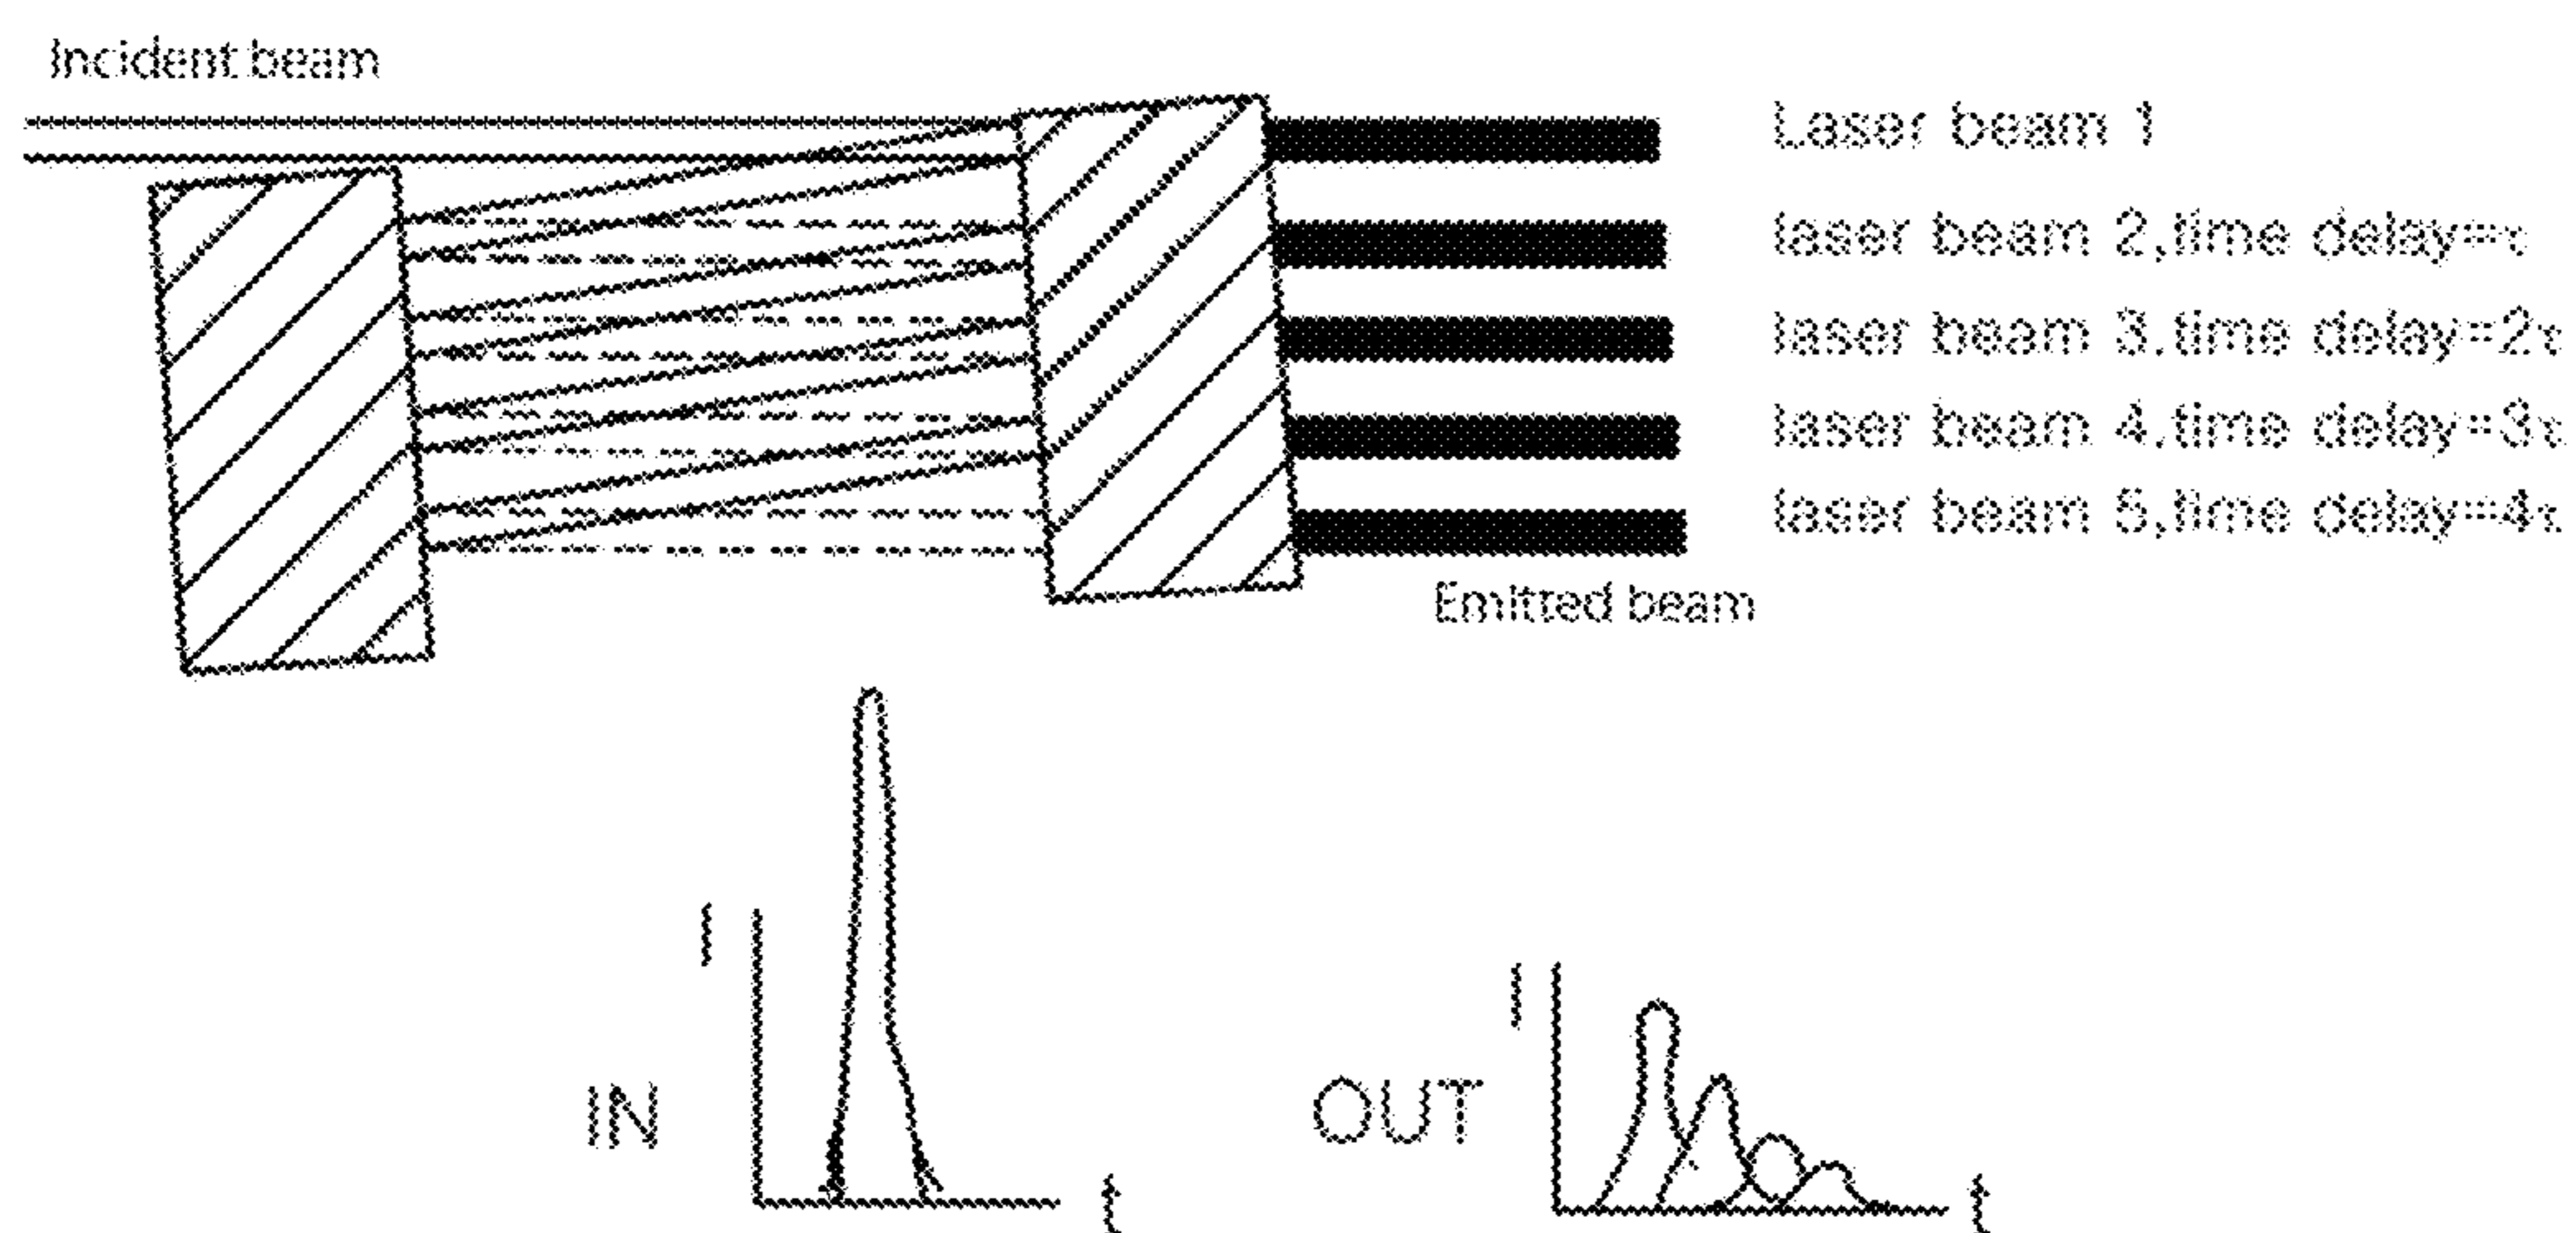 Incident beam
Laser beam 1
laser beam 2,time delay=τ
laser beam 3,time delay=2τ
laser beam 4,time delay=3τ
laser beam 5,time delay=4τ
Emitted beam
I
IN
t
I
OUT
t